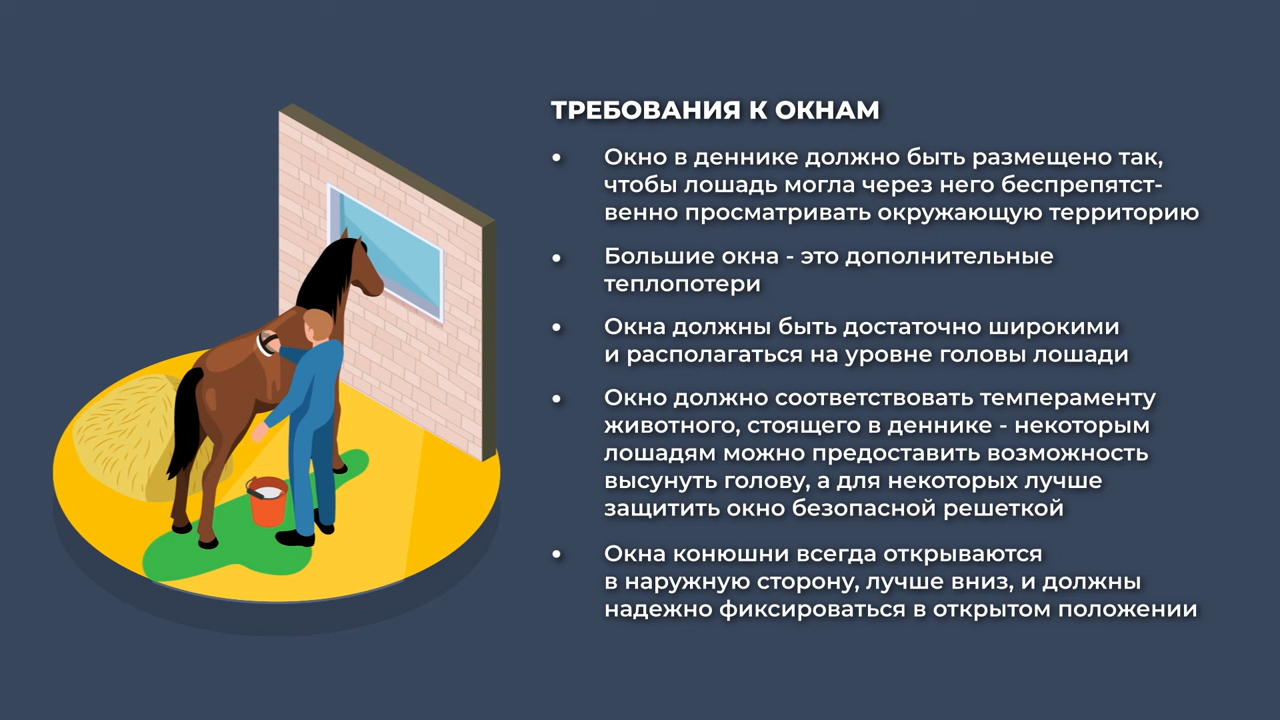 ТРЕБОВАНИЯ К ОКНАМ
• Окно в деннике должно быть размещено так,
чтобы лошадь могла через него беспрепятст-
венно просматривать окружающую территорию
• Большие окна - это дополнительные
теплопотери
• Окна должны быть достаточно широкими
и располагаться на уровне головы лошади
• Окно должно соответствовать темпераменту
животного, стоящего в деннике - некоторым
лошадям можно предоставить возможность
высунуть голову, а для некоторых лучше
защитить окно безопасной решеткой
• Окна конюшни всегда открываются
в наружную сторону, лучше вниз, и должны
надежно фиксироваться в открытом положении